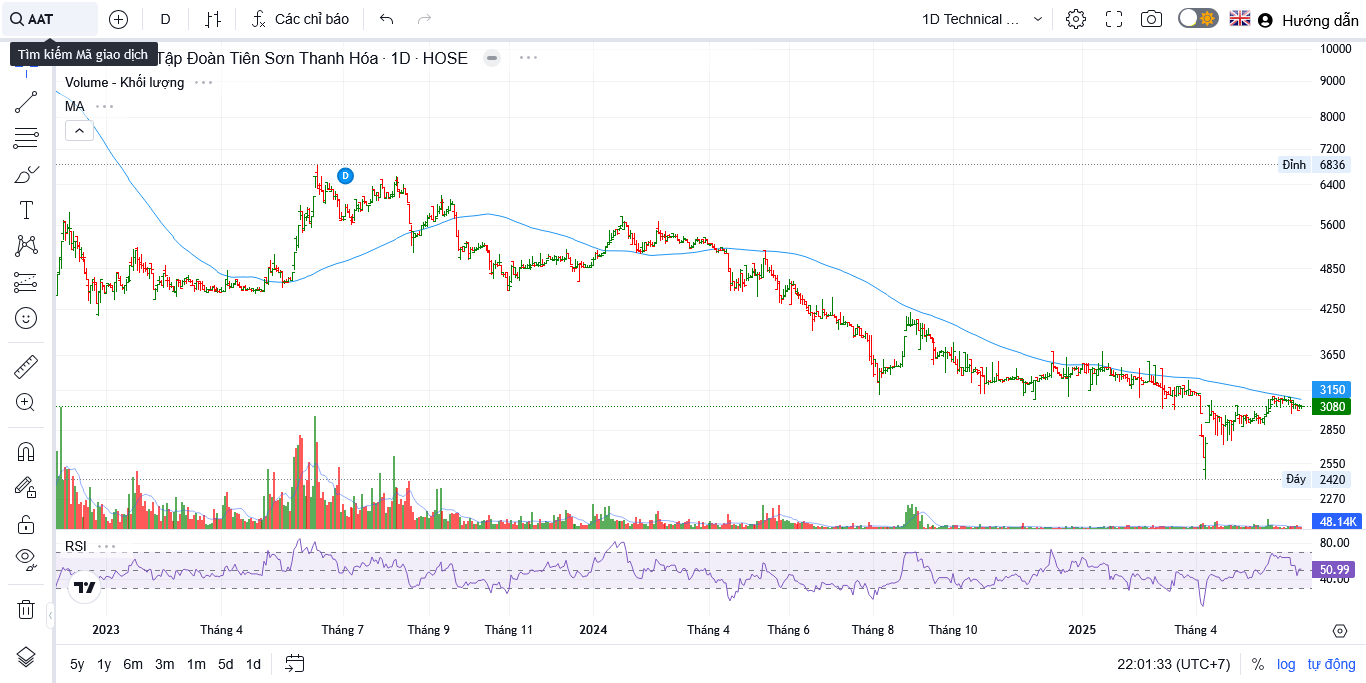 AAT D Các chỉ báo 1D Technical ... Hướng dẫn
Tìm kiếm Mã giao dịch Tập Đoàn Tiên Sơn Thanh Hóa · 1D · HOSE
Volume - Khối lượng
MA
D
10000
9000
8000
7200
Đỉnh 6836
6400
5600
4850
4250
3650
3150
3080
2850
2550
Đáy 2420
2270
48.14K
RSI
80.00
50.99
40.00
2023 Tháng 4 Tháng 7 Tháng 9 Tháng 11 2024 Tháng 4 Tháng 6 Tháng 8 Tháng 10 2025 Tháng 4
5y 1y 6m 3m 1m 5d 1d 22:01:33 (UTC+7) % log tự động